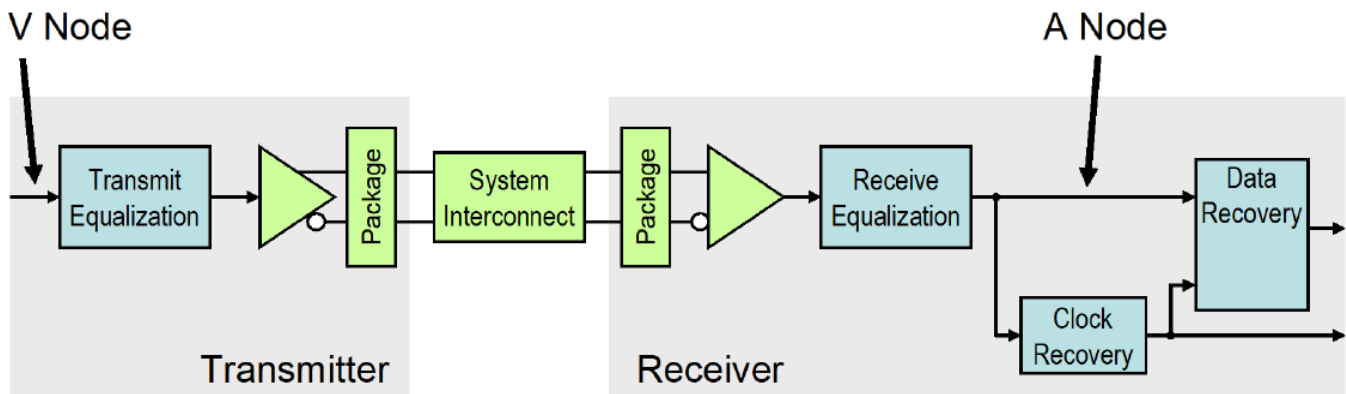 V Node
A Node
Transmit
Equalization
Package
System
Interconnect
Package
Receive
Equalization
Data
Recovery
Clock
Recovery
Transmitter
Receiver